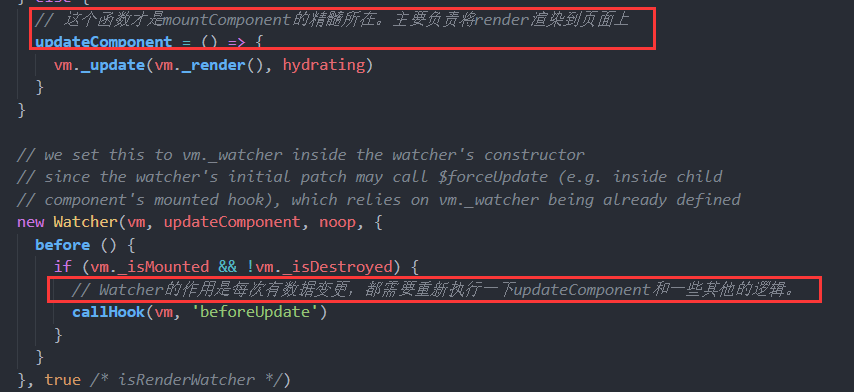 } else {
// 这个函数才是mountComponent的精髓所在。主要负责将render渲染到页面上
updateComponent = () => {
vm._update(vm._render(), hydrating)
}
}
// we set this to vm._watcher inside the watcher's constructor
// since the watcher's initial patch may call $forceUpdate (e.g. inside child
// component's mounted hook), which relies on vm._watcher being already defined
new Watcher(vm, updateComponent, noop, {
before () {
if (vm._isMounted && !vm._isDestroyed) {
// Watcher的作用是每次有数据变更，都需要重新执行一下updateComponent和一些其他的逻辑。
callHook(vm, 'beforeUpdate')
}
}
}, true /* isRenderWatcher */)